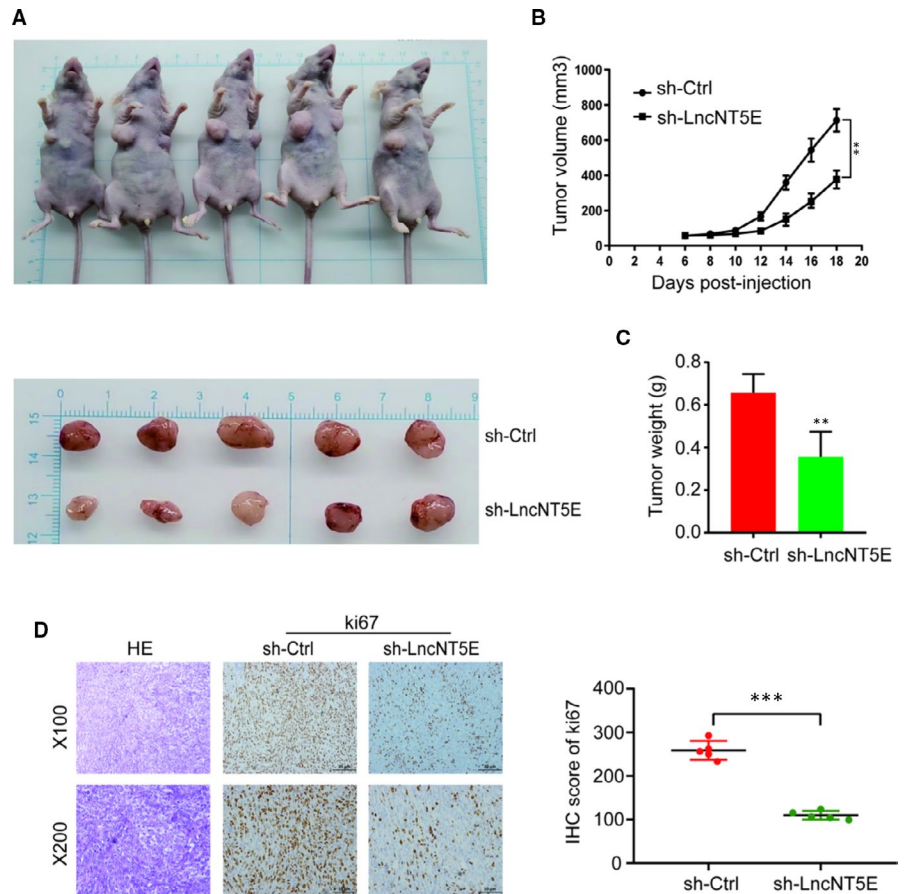 A
B
Tumor volume (mm3)
1000
800
600
400
200
0
sh-Ctrl
sh-LncNT5E
**
0 2 4 6 8 10 12 14 16 18 20
Days post-injection
0 1 2 3 4 5 6 7 8 9
15
14
13
12
sh-Ctrl
sh-LncNT5E
C
Tumor weight (g)
0.8
0.6
0.4
0.2
0.0
**
sh-Ctrl sh-LncNT5E
D
ki67
HE sh-Ctrl sh-LncNT5E
X100
X200
IHC score of ki67
400
300
200
100
0
***
sh-Ctrl sh-LncNT5E